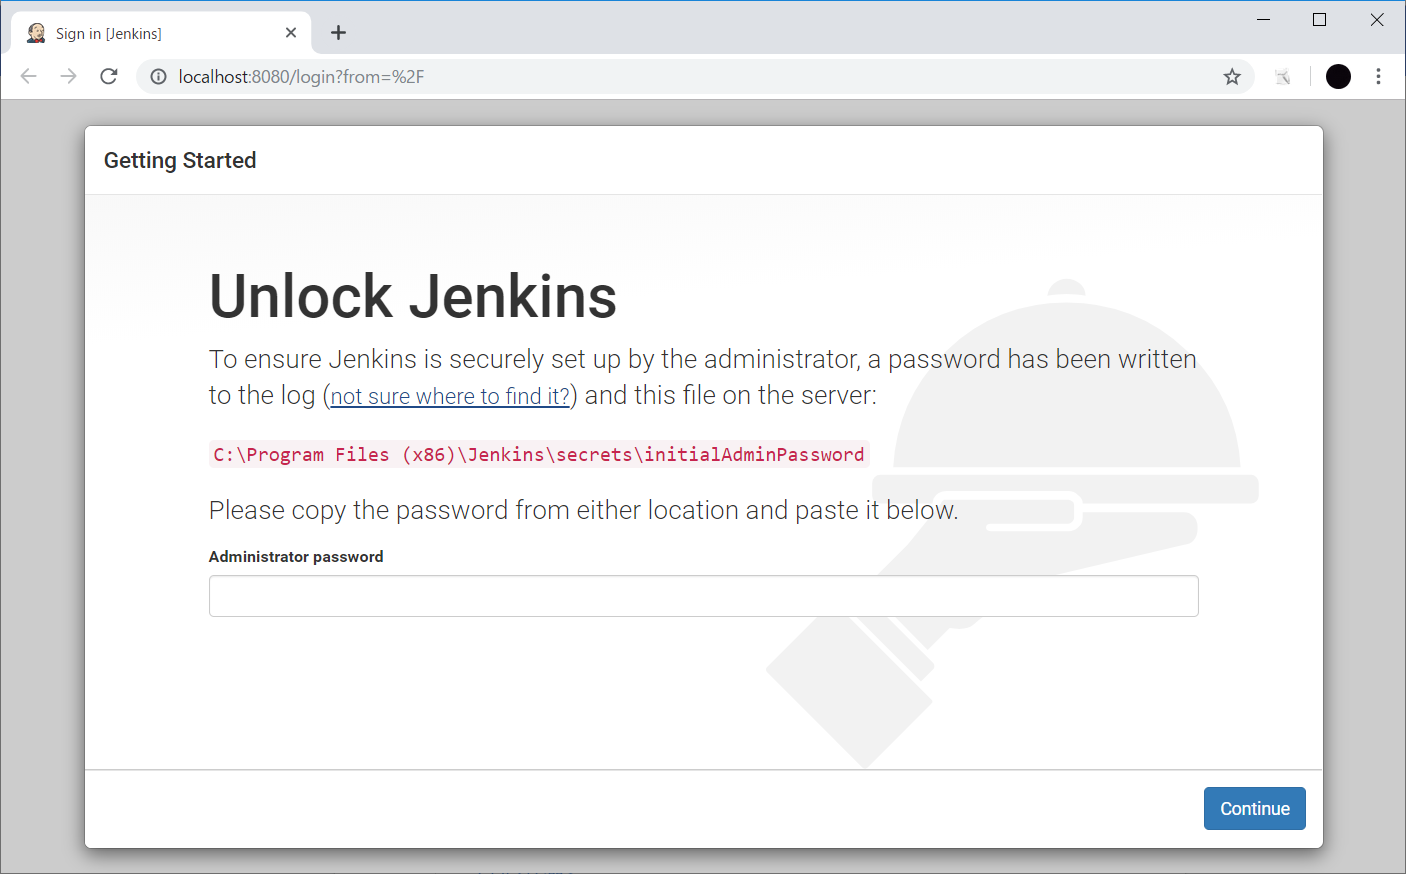 Sign in [Jenkins]
localhost:8080/login?from=%2F
Getting Started
Unlock Jenkins
To ensure Jenkins is securely set up by the administrator, a password has been written
to the log (not sure where to find it?) and this file on the server:
C:\Program Files (x86)\Jenkins\secrets\initialAdminPassword
Please copy the password from either location and paste it below.
Administrator password
Continue